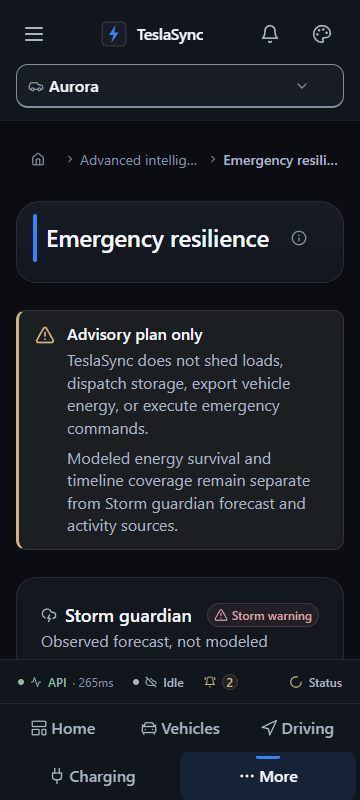 TeslaSync
Aurora
Advanced intellig... Emergency resili...
Emergency resilience
Advisory plan only
TeslaSync does not shed loads,
dispatch storage, export vehicle
energy, or execute emergency
commands.
Modeled energy survival and
timeline coverage remain separate
from Storm guardian forecast and
activity sources.
Storm guardian Storm warning
Observed forecast, not modeled
API · 265ms Idle 2 Status
Home Vehicles Driving
Charging More